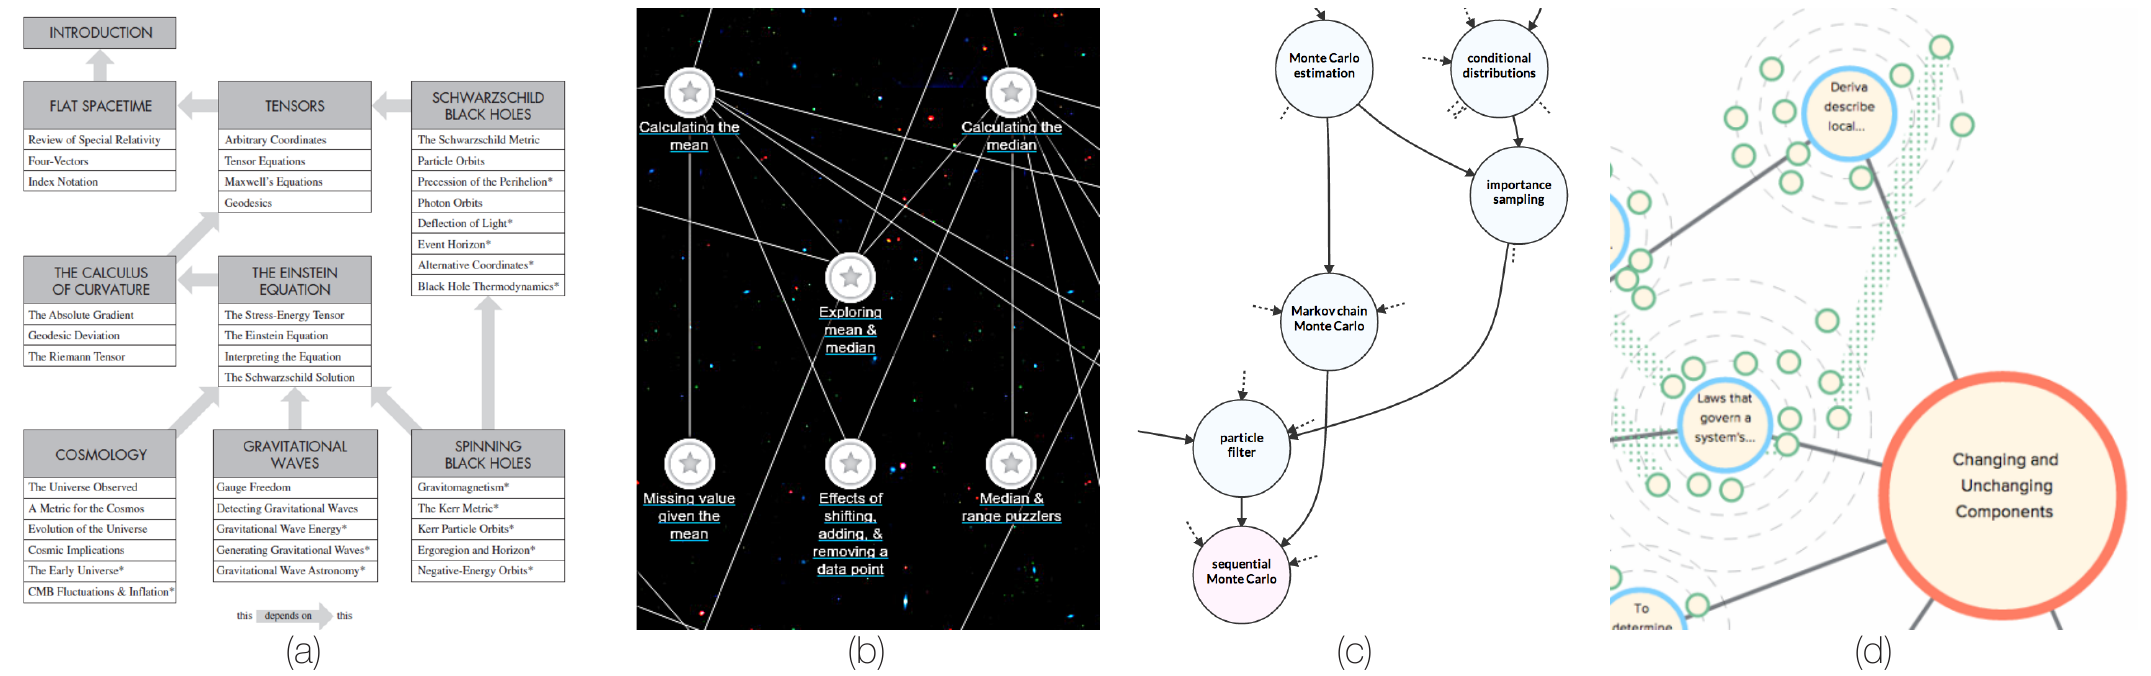 INTRODUCTION
FLAT SPACETIME
Review of Special Relativity
Four-Vectors
Index Notation
TENSORS
Arbitrary Coordinates
Tensor Equations
Maxwell's Equations
Geodesics
SCHWARZSCHILD
BLACK HOLES
The Schwarzschild Metric
Particle Orbits
Precession of the Perihelion*
Photon Orbits
Deflection of Light*
Event Horizon*
Alternative Coordinates*
Black Hole Thermodynamics*
THE CALCULUS
OF CURVATURE
The Absolute Gradient
Geodesic Deviation
The Riemann Tensor
THE EINSTEIN
EQUATION
The Stress-Energy Tensor
The Einstein Equation
Interpreting the Equation
The Schwarzschild Solution
COSMOLOGY
The Universe Observed
A Metric for the Cosmos
Evolution of the Universe
Cosmic Implications
The Early Universe*
CMB Fluctuations & Inflation*
GRAVITATIONAL
WAVES
Gauge Freedom
Detecting Gravitational Waves
Gravitational Wave Energy*
Generating Gravitational Waves*
Gravitational Wave Astronomy*
SPINNING
BLACK HOLES
Gravitomagnetism*
The Kerr Metric*
Kerr Particle Orbits*
Ergoregion and Horizon*
Negative-Energy Orbits*
this depends on this
(a)
Calculating the
mean
Calculating the
median
Exploring
mean &
median
Missing value
given the
mean
Effects of
shifting,
adding, &
removing a
data point
Median &
range puzzlers
(b)
Monte Carlo
estimation
conditional
distributions
importance
sampling
Markov chain
Monte Carlo
particle
filter
sequential
Monte Carlo
(c)
Deriva
describe
local...
Laws that
govern a
system's...
Changing and
Unchanging
Components
To
determine
(d)